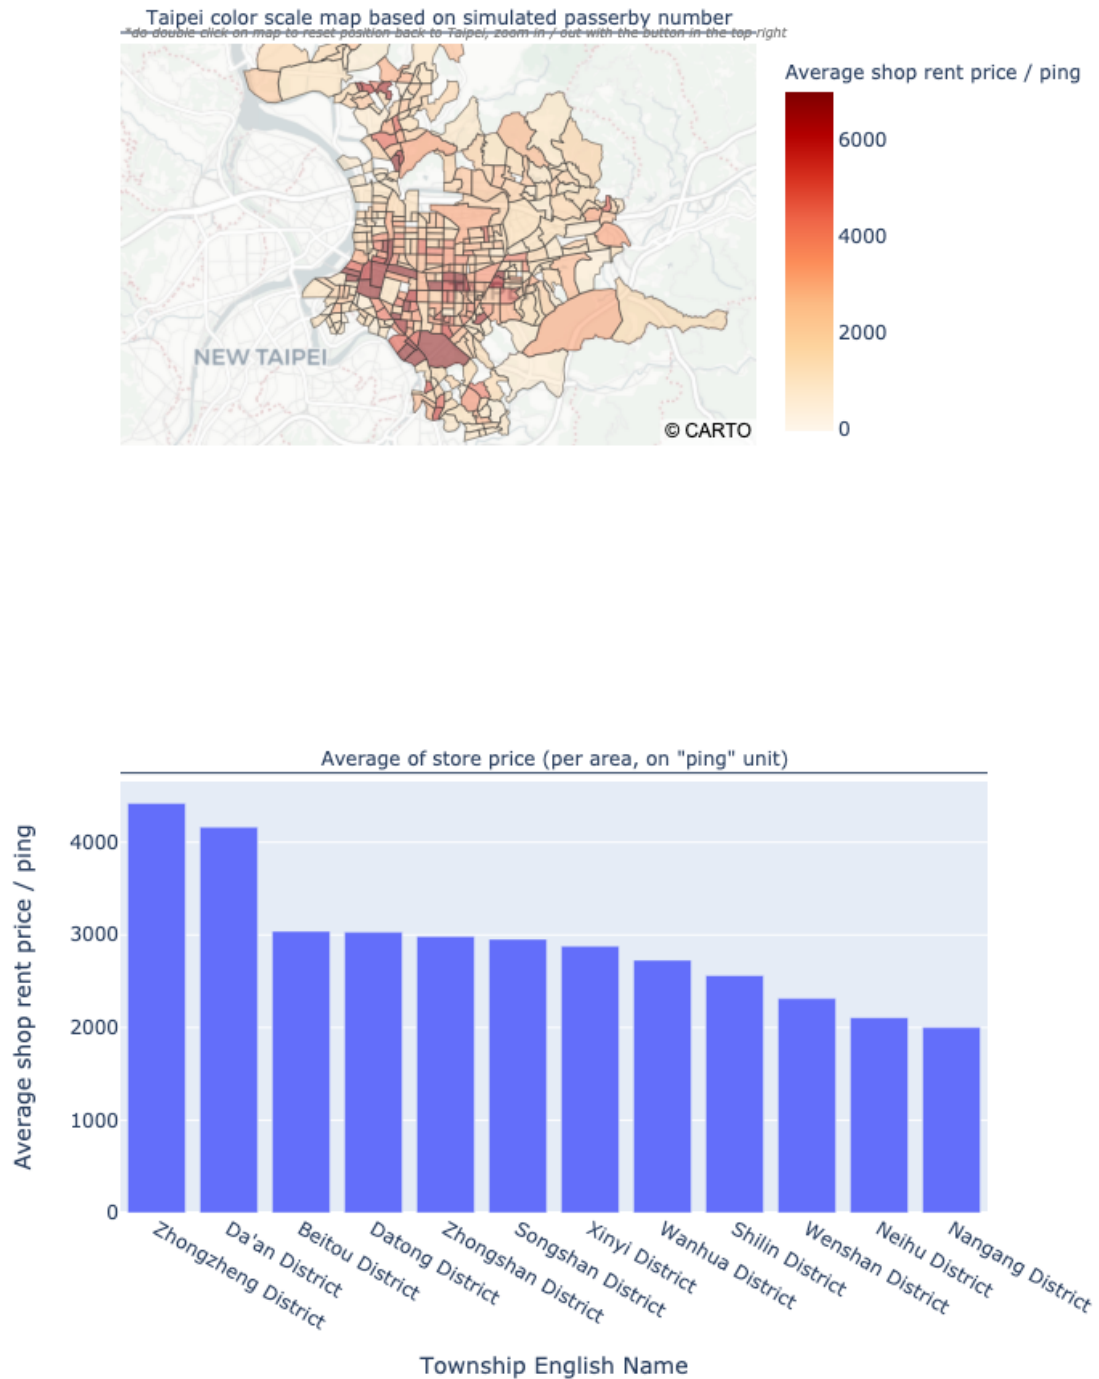 Taipei color scale map based on simulated passerby number
*do double click on map to reset position back to Taipei, zoom in / out with the button in the top right
Average shop rent price / ping
6000
4000
2000
0
NEW TAIPEI
© CARTO
Average of store price (per area, on "ping" unit)
Average shop rent price / ping
4000
3000
2000
1000
0
Zhongzheng District
Da'an District
Beitou District
Datong District
Zhongshan District
Songshan District
Xinyi District
Wanhua District
Shilin District
Wenshan District
Neihu District
Nangang District
Township English Name